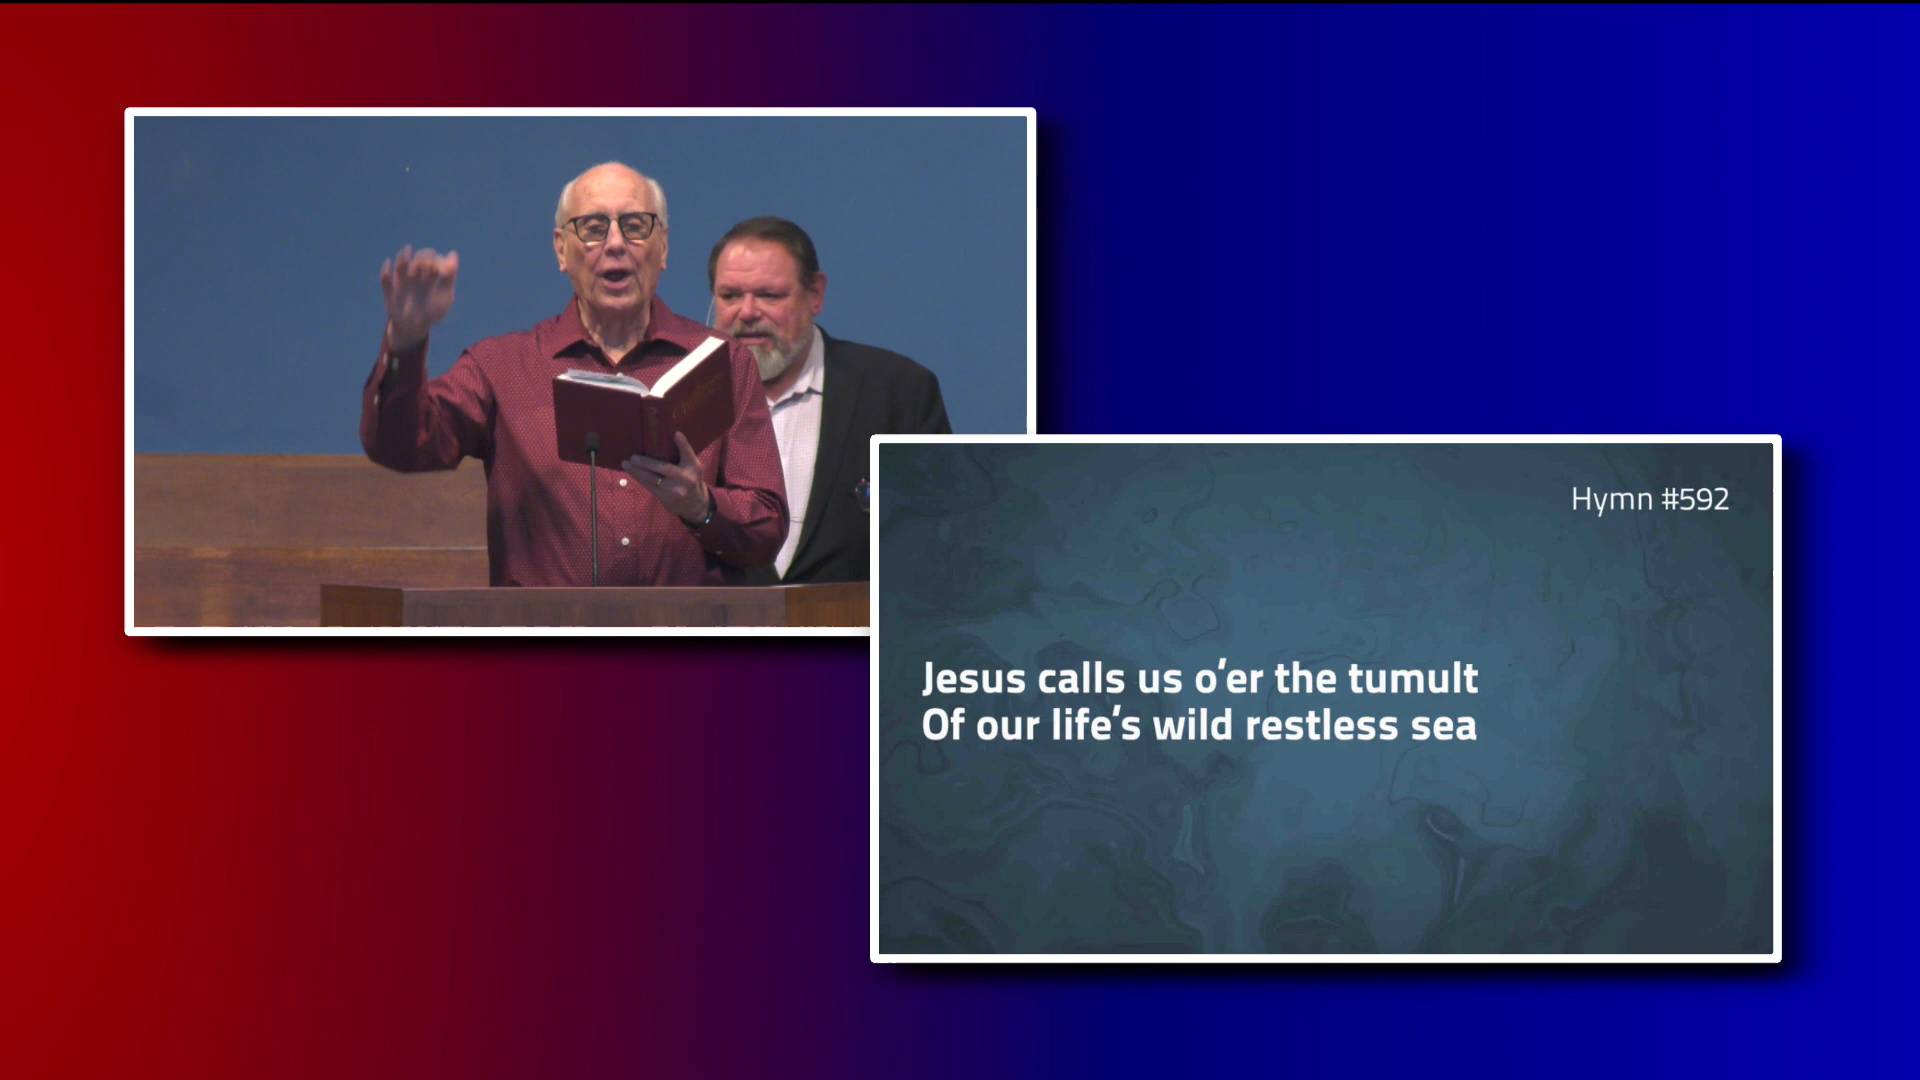 Hymn #592
Jesus calls us o'er the tumult
Of our life's wild restless sea